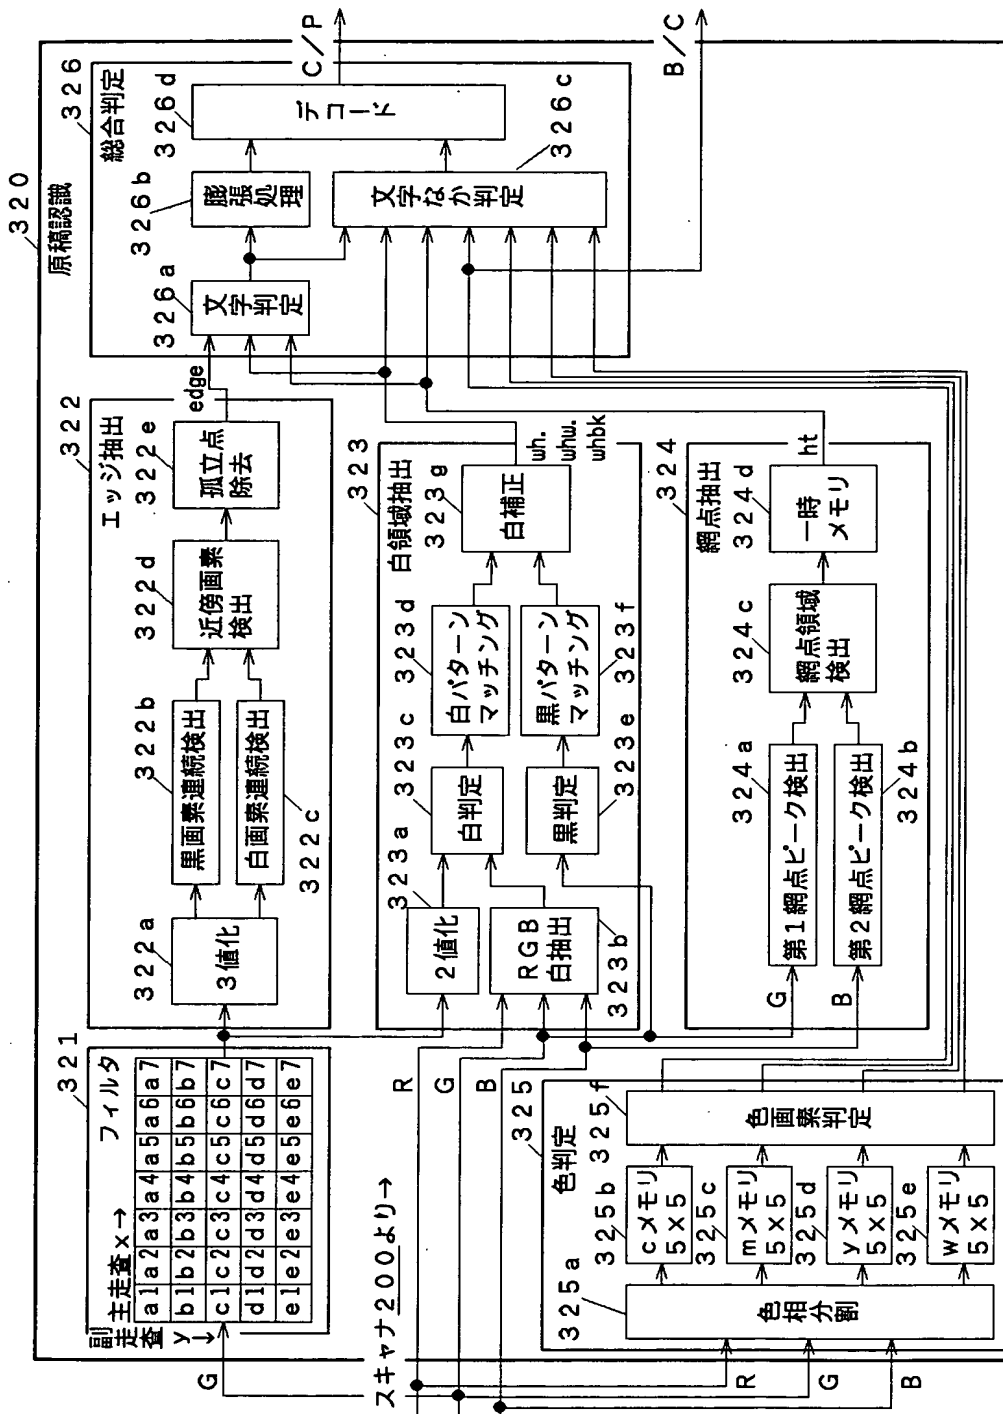 320
原稿認識
321
フィルタ
主走査x→
副走査 y↓
a1 a2 a3 a4 a5 a6 a7
b1 b2 b3 b4 b5 b6 b7
c1 c2 c3 c4 c5 c6 c7
d1 d2 d3 d4 d5 d6 d7
e1 e2 e3 e4 e5 e6 e7
G
スキャナ200より→
R
G
B
322
エッジ抽出
322a
3値化
322b
黒画素連続検出
白画素連続検出
322c
322d
近傍画素
検出
322e
孤立点
除去
edge
323
白領域抽出
323a
2値化
RGB
白抽出
323b
323c
白判定
黒判定
323e
323d
白パターン
マッチング
黒パターン
マッチング
323f
323g
白補正
wh.
whw.
whbk
324
網点抽出
G
B
324a
第1網点ピーク検出
第2網点ピーク検出
324b
324c
網点領域
検出
324d
一時
メモリ
ht
325
色判定
R
G
B
325a
色相分割
325b
cメモリ
5×5
325c
mメモリ
5×5
325d
yメモリ
5×5
325e
wメモリ
5×5
325f
色画素判定
326
総合判定
326a
文字判定
326b
膨張処理
文字なか判定
326c
326d
デコード
C/P
B/C